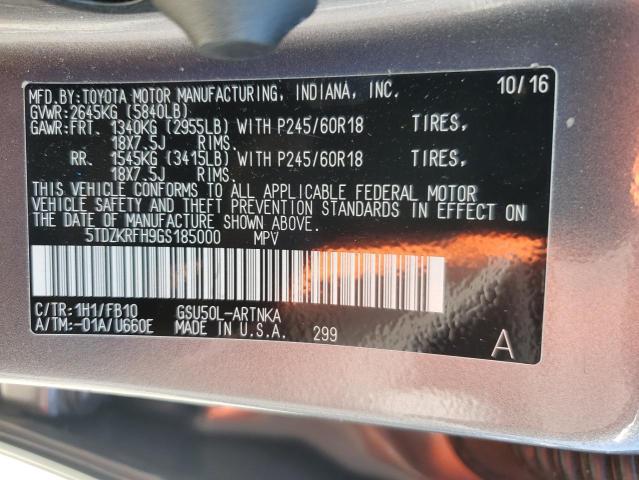 MFD.BY:TOYOTA MOTOR MANUFACTURING, INDIANA, INC. 10/16
GVWR:2645KG (5840LB)
GAWR:FRT. 1340KG (2955LB) WITH P245/60R18 TIRES,
18X7.5J RIMS.
RR. 1545KG (3415LB) WITH P245/60R18 TIRES,
18X7.5J RIMS.
THIS VEHICLE CONFORMS TO ALL APPLICABLE FEDERAL MOTOR
VEHICLE SAFETY AND THEFT PREVENTION STANDARDS IN EFFECT ON
THE DATE OF MANUFACTURE SHOWN ABOVE.
5TDZKRFH9GS185000 MPV
C/TR:1H1/FB10 GSU50L-ARTNKA
A/TM:-01A/U660E MADE IN U.S.A. 299 A